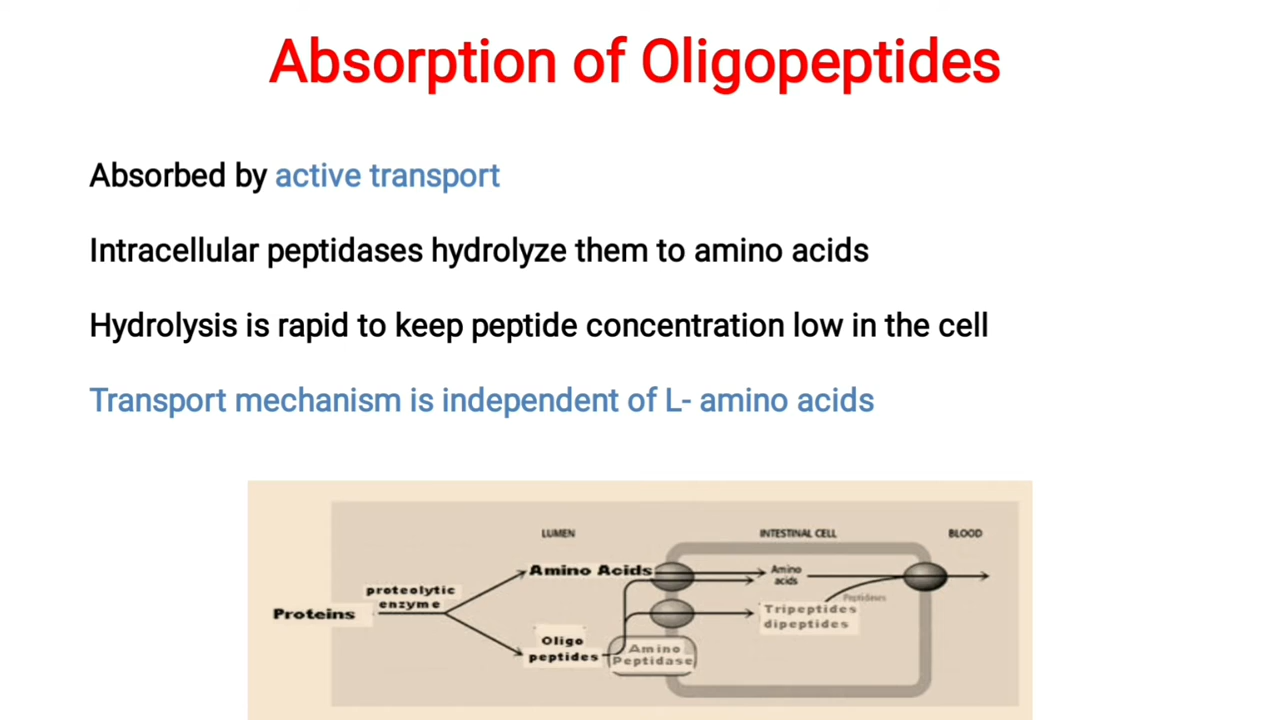 Absorption of Oligopeptides
Absorbed by active transport
Intracellular peptidases hydrolyze them to amino acids
Hydrolysis is rapid to keep peptide concentration low in the cell
Transport mechanism is independent of L- amino acids
LUMEN
INTESTINAL CELL
BLOOD
Amino Acids
Amino
acids
proteolytic
enzyme
Peptidases
Proteins
Tripeptides
dipeptides
Oligo
peptides
Amino
Peptidase